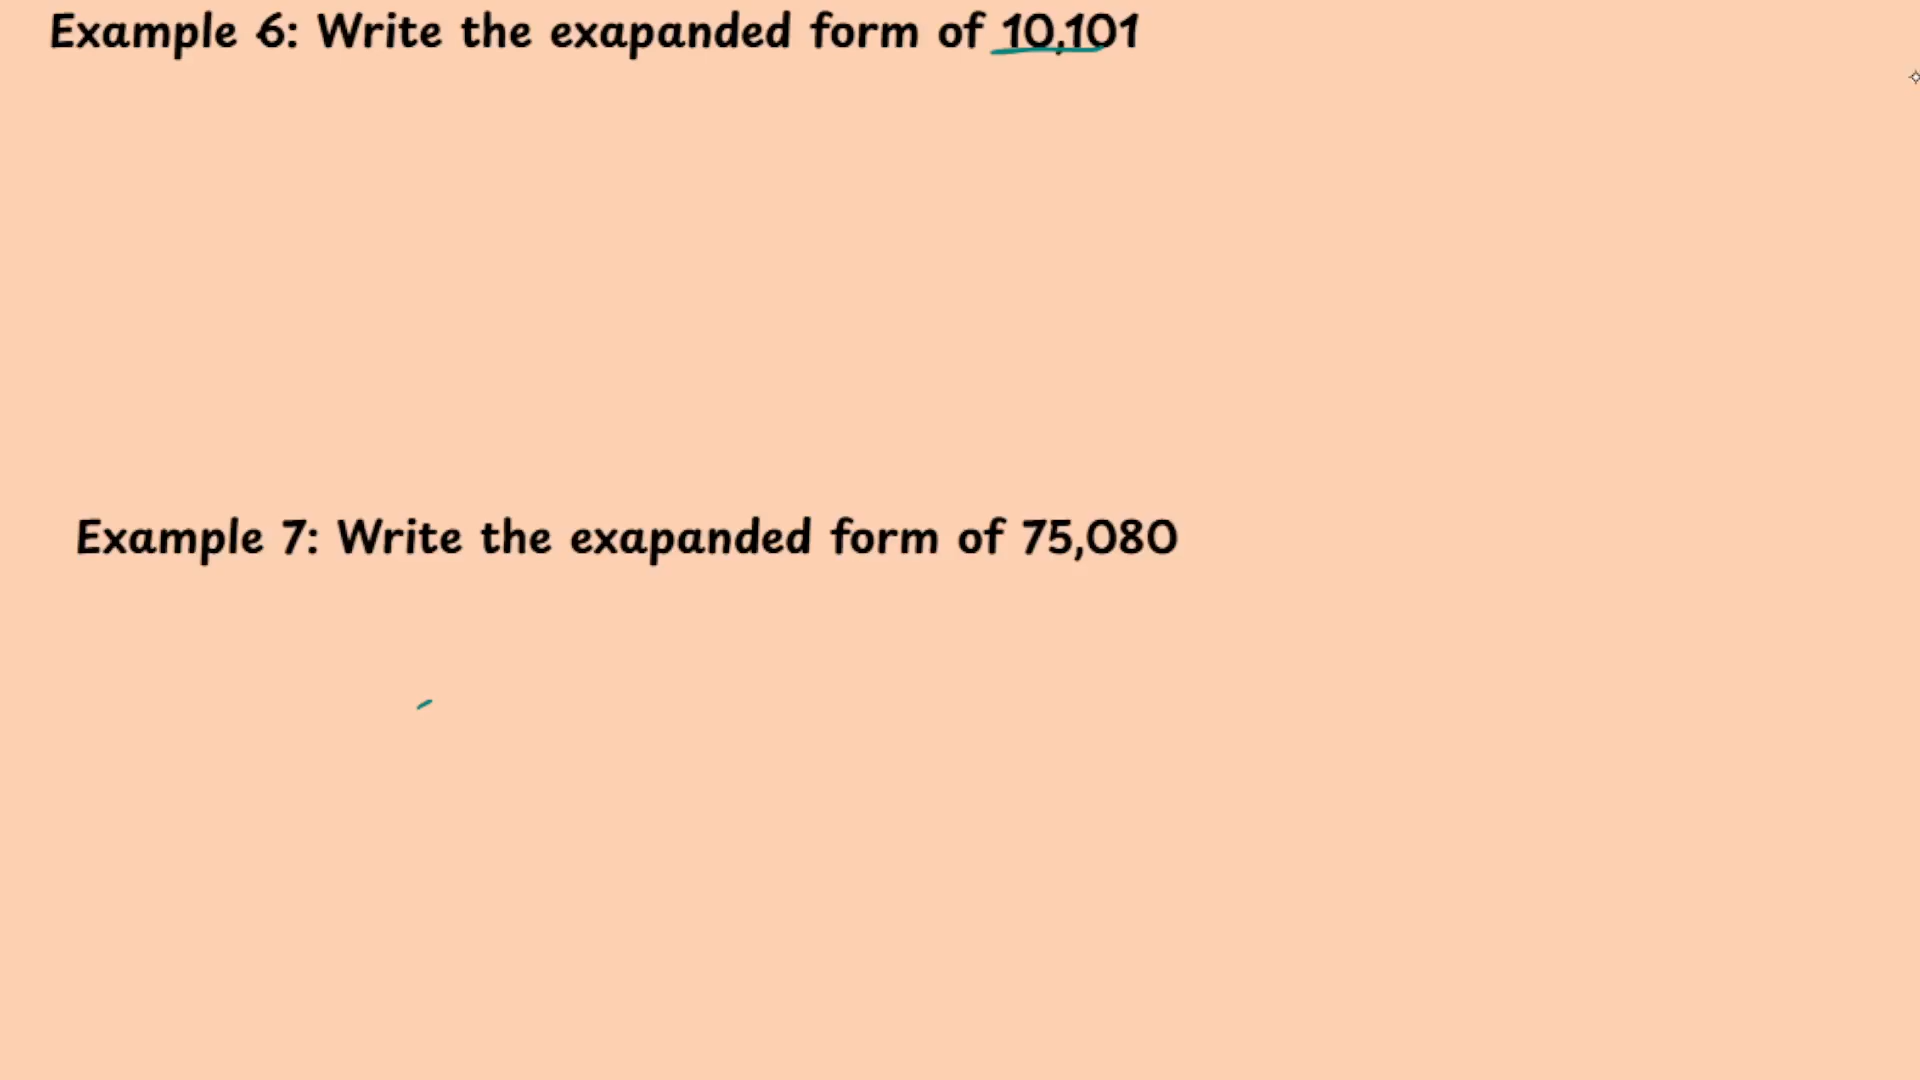 Example 6: Write the exapanded form of 10,101
Example 7: Write the exapanded form of 75,080